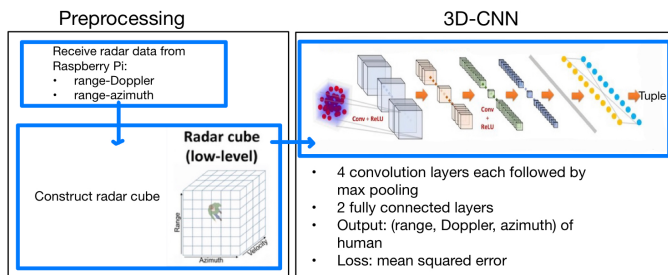 Preprocessing
Receive radar data from
Raspberry Pi:
• range-Doppler
• range-azimuth
Construct radar cube
Radar cube
(low-level)
Range
Azimuth
Velocity
3D-CNN
Conv + ReLU
Conv
+
ReLU
Tuple
• 4 convolution layers each followed by
max pooling
• 2 fully connected layers
• Output: (range, Doppler, azimuth) of
human
• Loss: mean squared error